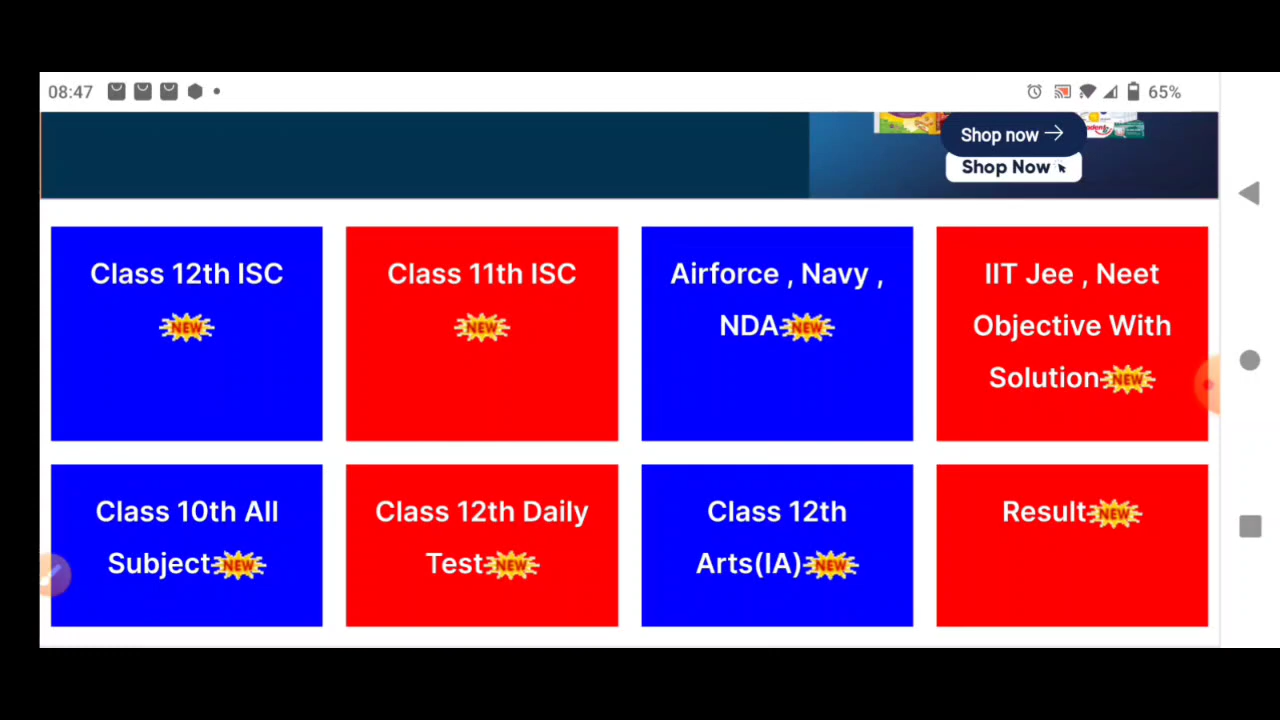 08:47
65%
Shop now →
Shop Now
Class 12th ISC
NEW
Class 11th ISC
NEW
Airforce , Navy ,
NDA NEW
IIT Jee , Neet
Objective With
Solution NEW
Class 10th All
Subject NEW
Class 12th Daily
Test NEW
Class 12th
Arts(IA) NEW
Result NEW